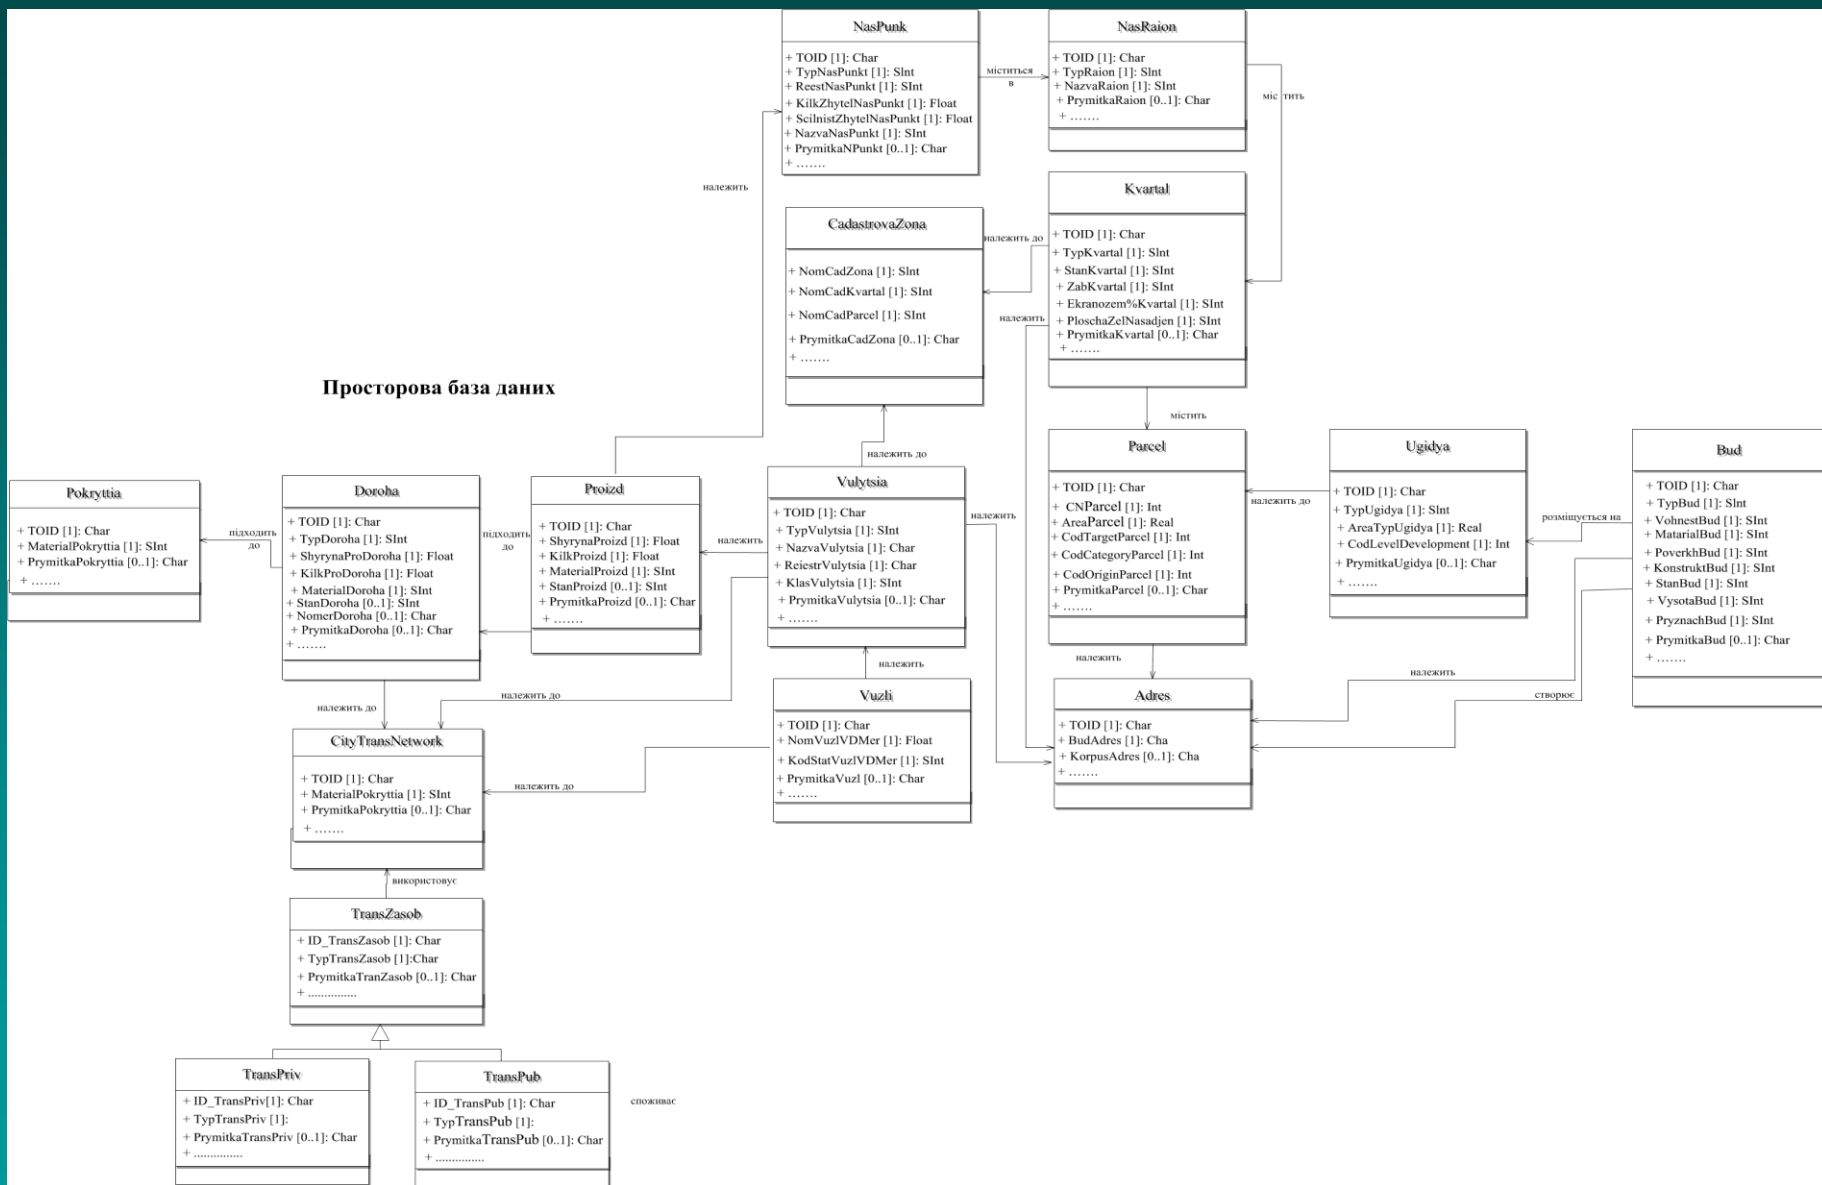 NasPunk
+ TOID [1]: Char
+ TypNasPunkt [1]: SInt
+ ReestNasPunkt [1]: SInt
+ KilkZhytelNasPunkt [1]: Float
+ ScilnistZhytelNasPunkt [1]: Float
+ NazvaNasPunkt [1]: SInt
+ PrymitkaNPunkt [0..1]: Char
+ .......
міститься
в
NasRaion
+ TOID [1]: Char
+ TypRaion [1]: SInt
+ NazvaRaion [1]: SInt
+ PrymitkaRaion [0..1]: Char
+ .......
міс тить
належить
CadastrovaZona
+ NomCadZona [1]: SInt
+ NomCadKvartal [1]: SInt
+ NomCadParcel [1]: SInt
+ PrymitkaCadZona [0..1]: Char
+ .......
належить до
належить
Kvartal
+ TOID [1]: Char
+ TypKvartal [1]: SInt
+ StanKvartal [1]: SInt
+ ZabKvartal [1]: SInt
+ Ekranozem%Kvartal [1]: SInt
+ PloschaZelNasadjen [1]: SInt
+ PrymitkaKvartal [0..1]: Char
+ .......
Просторова база даних
містить
належить до
Pokryttia
+ TOID [1]: Char
+ MaterialPokryttia [1]: SInt
+ PrymitkaPokryttia [0..1]: Char
+ .......
підходить
до
Doroha
+ TOID [1]: Char
+ TypDoroha [1]: SInt
+ ShyrynaProDoroha [1]: Float
+ KilkProDoroha [1]: Float
+ MaterialDoroha [1]: SInt
+ StanDoroha [0..1]: SInt
+ NomerDoroha [0..1]: Char
+ PrymitkaDoroha [0..1]: Char
+ .......
підходить
до
Proizd
+ TOID [1]: Char
+ ShyrynaProizd [1]: Float
+ KilkProizd [1]: Float
+ MaterialProizd [1]: SInt
+ StanProizd [0..1]: SInt
+ PrymitkaProizd [0..1]: Char
+ .......
належить
Vulytsia
+ TOID [1]: Char
+ TypVulytsia [1]: SInt
+ NazvaVulytsia [1]: Char
+ ReiestrVulytsia [1]: Char
+ KlasVulytsia [1]: SInt
+ PrymitkaVulytsia [0..1]: Char
+ .......
належить
Parcel
+ TOID [1]: Char
+ CNParcel [1]: Int
+ AreaParcel [1]: Real
+ CodTargetParcel [1]: Int
+ CodCategoryParcel [1]: Int
+ CodOriginParcel [1]: Int
+ PrymitkaParcel [0..1]: Char
+ .......
належить до
Ugidya
+ TOID [1]: Char
+ TypUgidya [1]: SInt
+ AreaTypUgidya [1]: Real
+ CodLevelDevelopment [1]: Int
+ PrymitkaUgidya [0..1]: Char
+ .......
розміщується на
Bud
+ TOID [1]: Char
+ TypBud [1]: SInt
+ VohnestBud [1]: SInt
+ MatarialBud [1]: SInt
+ PoverkhBud [1]: SInt
+ KonstruktBud [1]: SInt
+ StanBud [1]: SInt
+ VysotaBud [1]: SInt
+ PryznachBud [1]: SInt
+ PrymitkaBud [0..1]: Char
+ .......
належить
належить
належить
створює
належить до
належить до
CityTransNetwork
+ TOID [1]: Char
+ MaterialPokryttia [1]: SInt
+ PrymitkaPokryttia [0..1]: Char
+ .......
належить до
Vuzli
+ TOID [1]: Char
+ NomVuzlVDMer [1]: Float
+ KodStatVuzlVDMer [1]: SInt
+ PrymitkaVuzl [0..1]: Char
+ .......
Adres
+ TOID [1]: Char
+ BudAdres [1]: Cha
+ KorpusAdres [0..1]: Cha
+ .......
використовує
TransZasob
+ ID_TransZasob [1]: Char
+ TypTransZasob [1]:Char
+ PrymitkaTranZasob [0..1]: Char
+ ...............
TransPriv
+ ID_TransPriv[1]: Char
+ TypTransPriv [1]:
+ PrymitkaTransPriv [0..1]: Char
+ ...............
TransPub
+ ID_TransPub [1]: Char
+ TypTransPub [1]:
+ PrymitkaTransPub [0..1]: Char
+ ...............
споживає